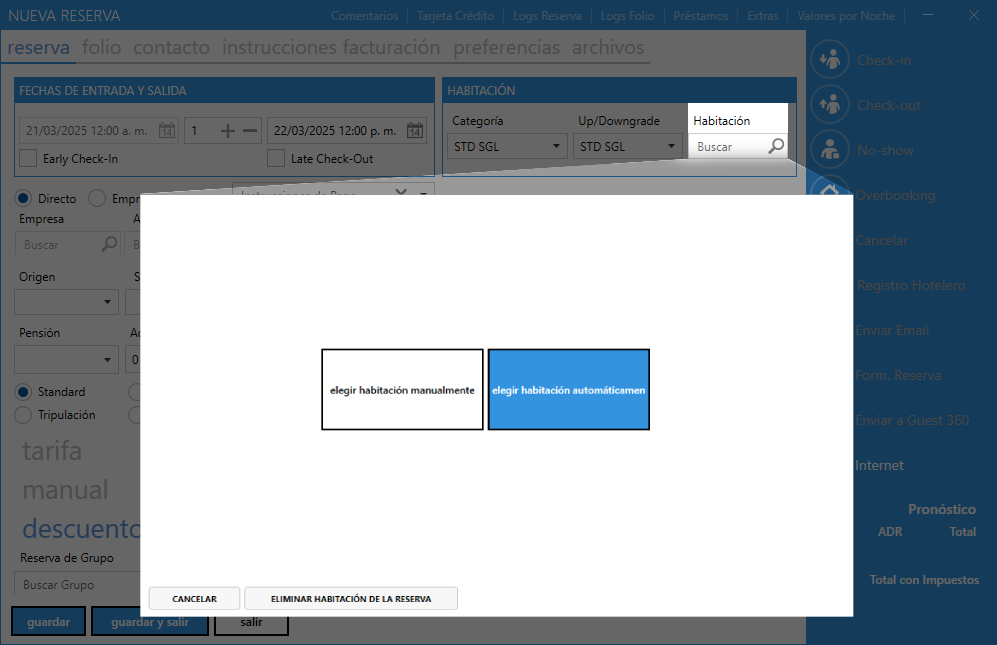 NUEVA RESERVA
Comentarios
Tarjeta Crédito
Logs Reserva
Logs Folio
Préstamos
Extras
Valores por Noche
reserva folio contacto instrucciones facturación preferencias archivos
FECHAS DE ENTRADA Y SALIDA
21/03/2025 12:00 a. m.
14
1
22/03/2025 12:00 p. m.
14
Early Check-In
Late Check-Out
HABITACIÓN
Categoría
Up/Downgrade
Habitación
STD SGL
STD SGL
Buscar
Directo
Empr
Empresa
A
Buscar
B
Origen
S
Pensión
Ad
0
Standard
Tripulación
tarifa
manual
descuento
Reserva de Grupo
Buscar Grupo
guardar
guardar y salir
salir
elegir habitación manualmente
elegir habitación automáticamen
CANCELAR
ELIMINAR HABITACIÓN DE LA RESERVA
Check-in
Check-out
No-show
Overbooking
Cancelar
Registro Hotelero
Enviar Email
Form. Reserva
Enviar a Guest 360
Internet
Pronóstico
ADR
Total
Total con Impuestos